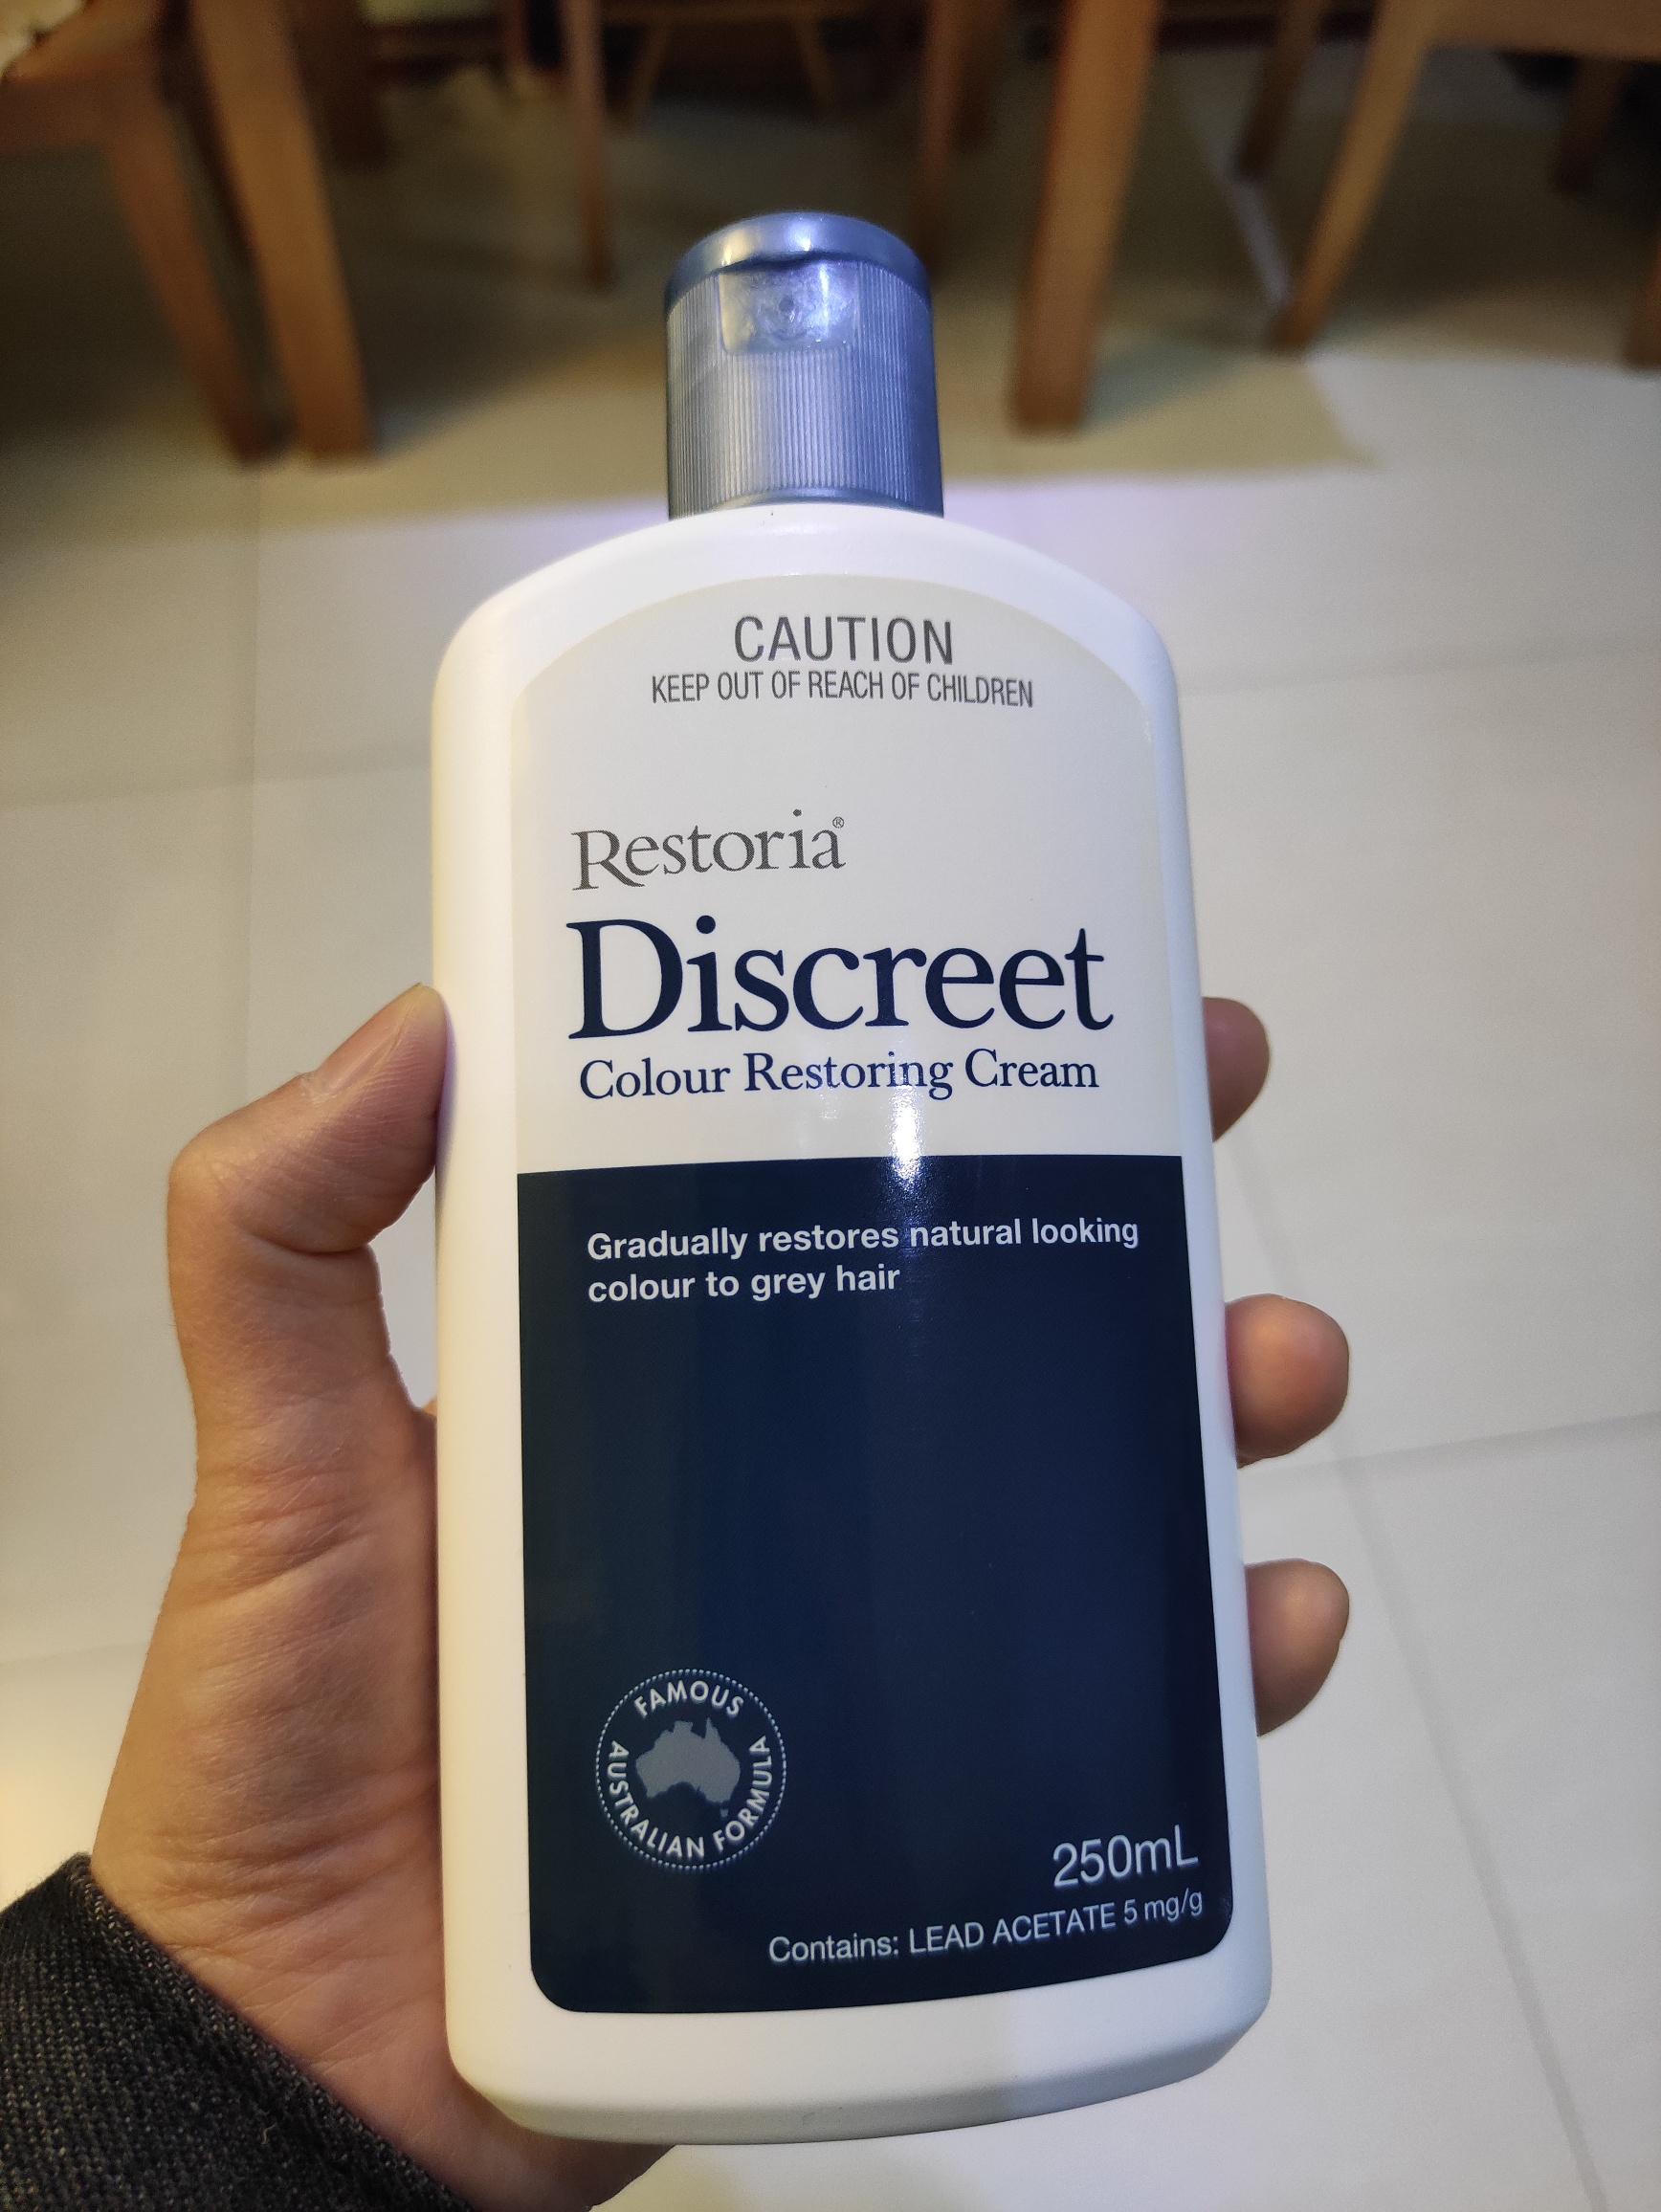 CAUTION
KEEP OUT OF REACH OF CHILDREN
Restoria®
Discreet
Colour Restoring Cream
Gradually restores natural looking
colour to grey hair
FAMOUS
AUSTRALIAN FORMULA
250mL
Contains: LEAD ACETATE 5 mg/g